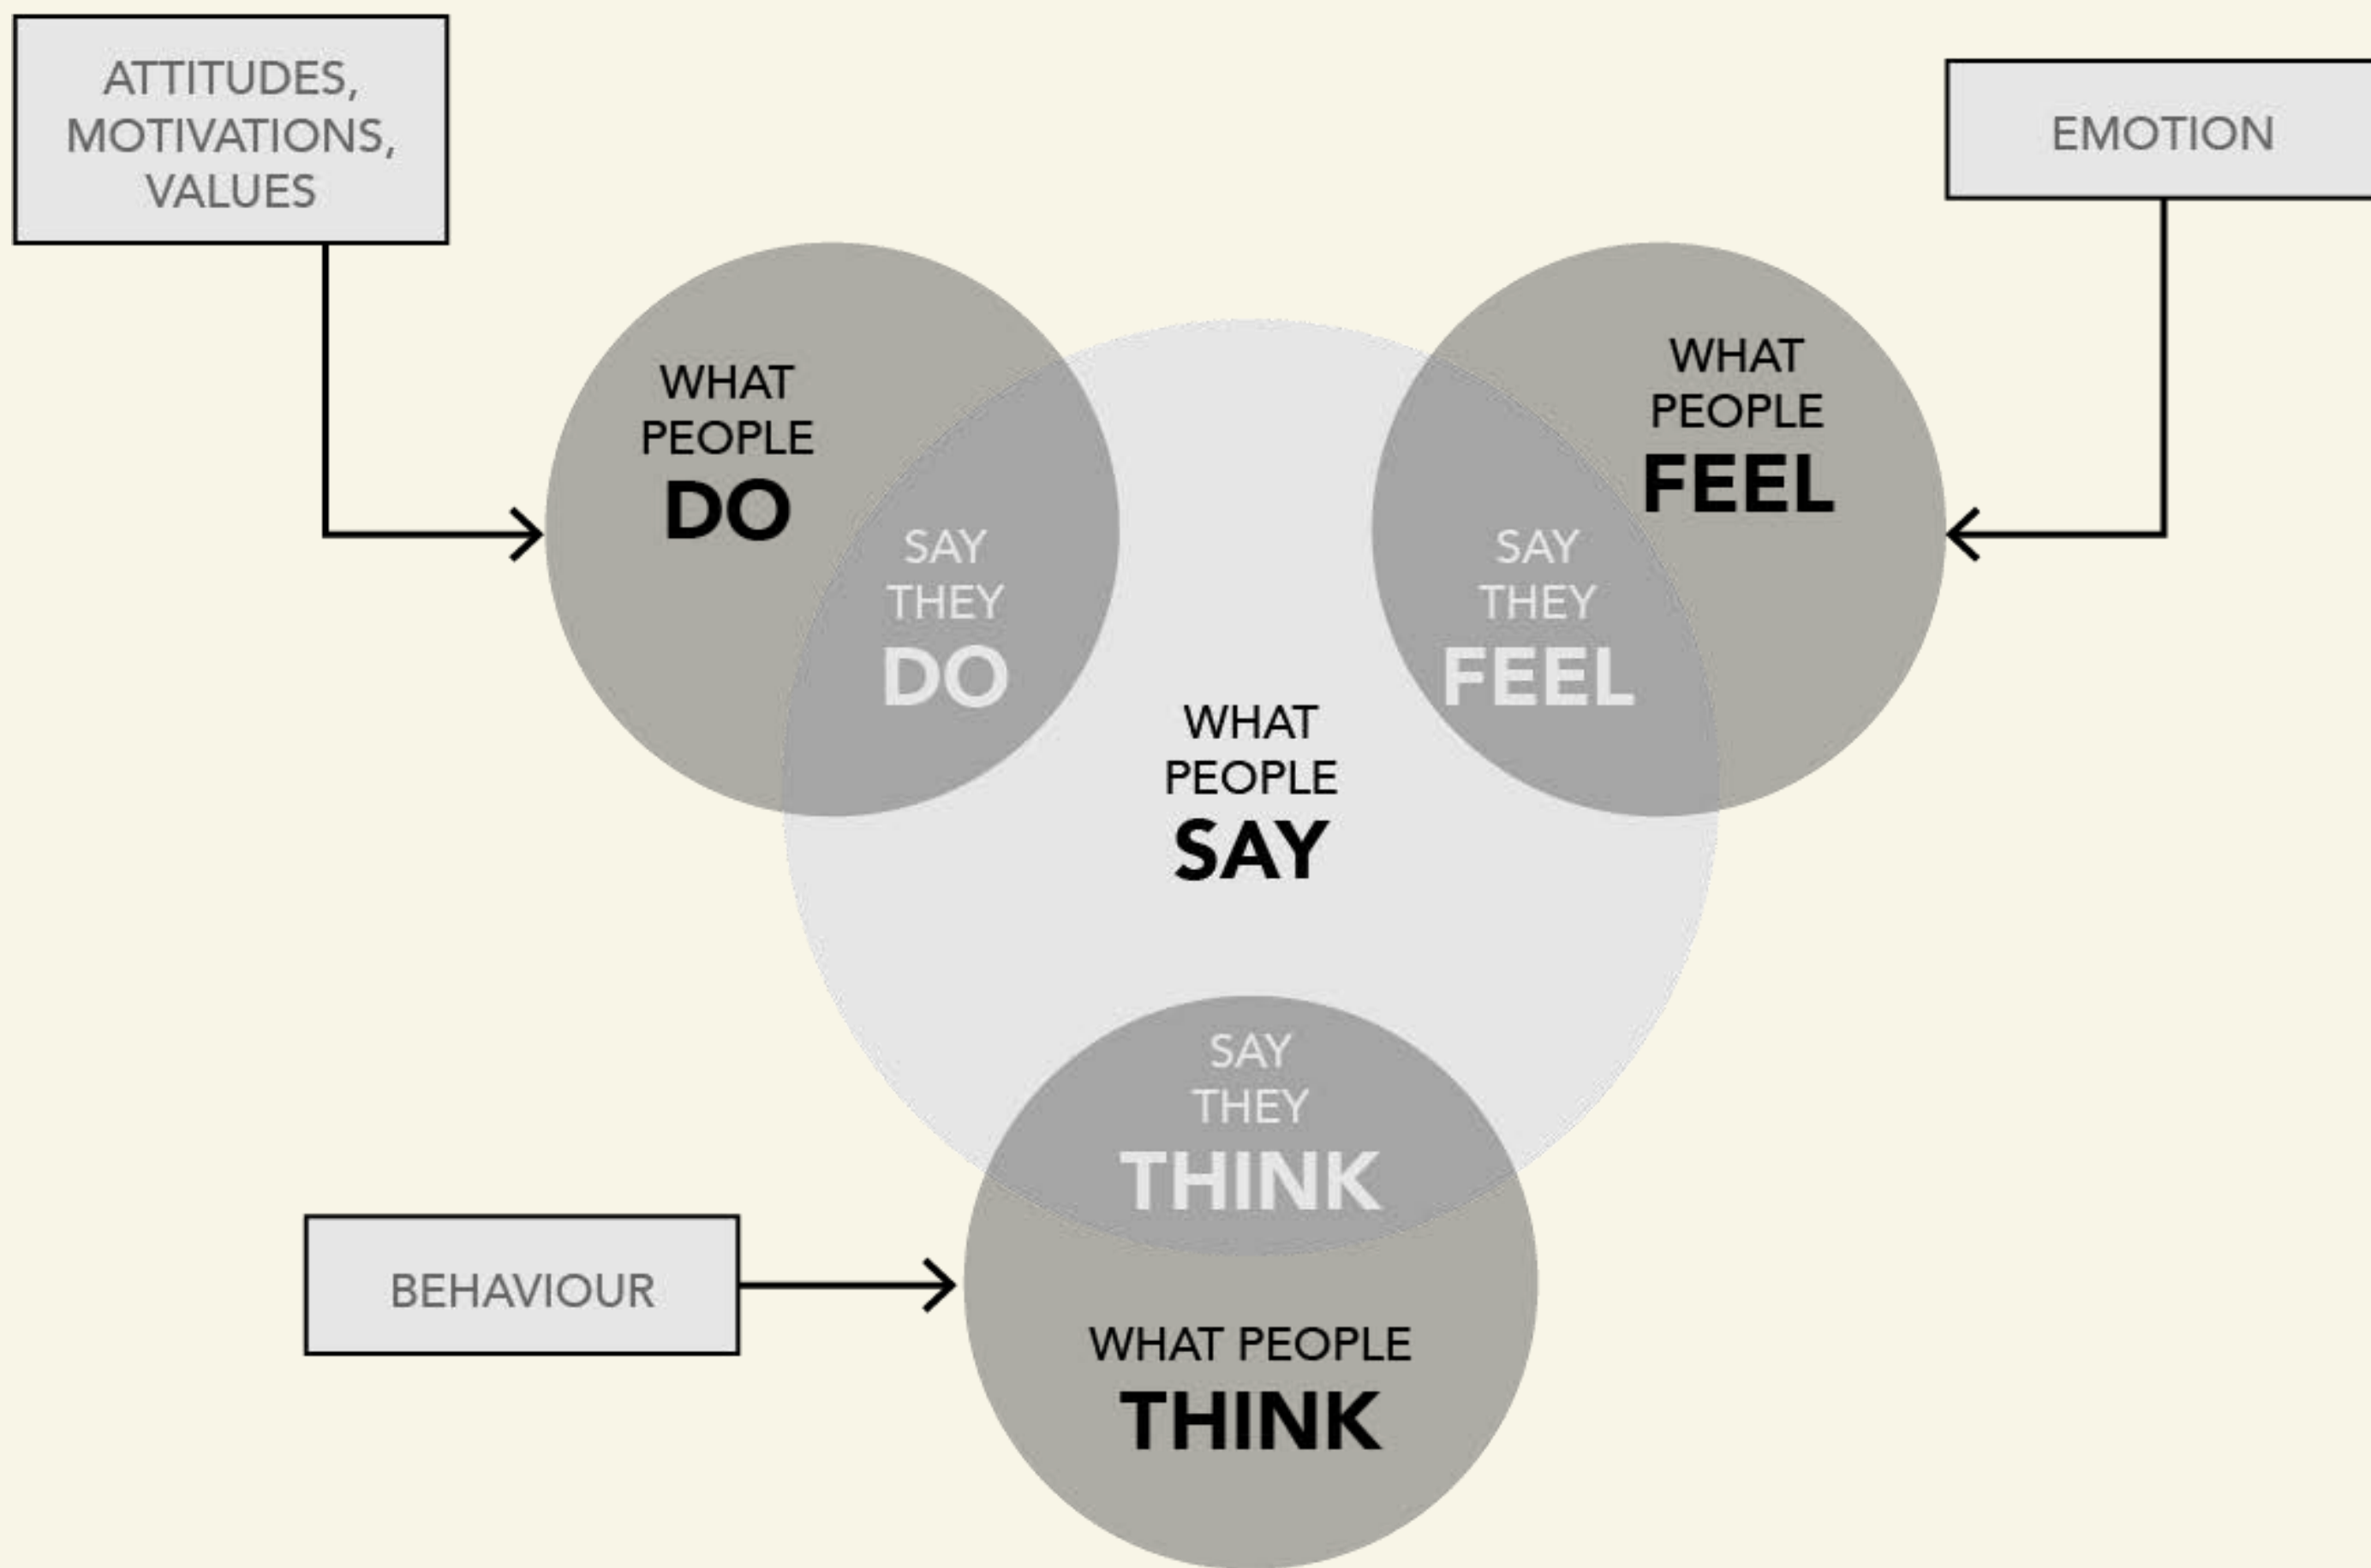 ATTITUDES,
MOTIVATIONS,
VALUES
EMOTION
WHAT
PEOPLE
DO
SAY
THEY
DO
WHAT
PEOPLE
FEEL
SAY
THEY
FEEL
WHAT
PEOPLE
SAY
SAY
THEY
THINK
BEHAVIOUR
WHAT PEOPLE
THINK